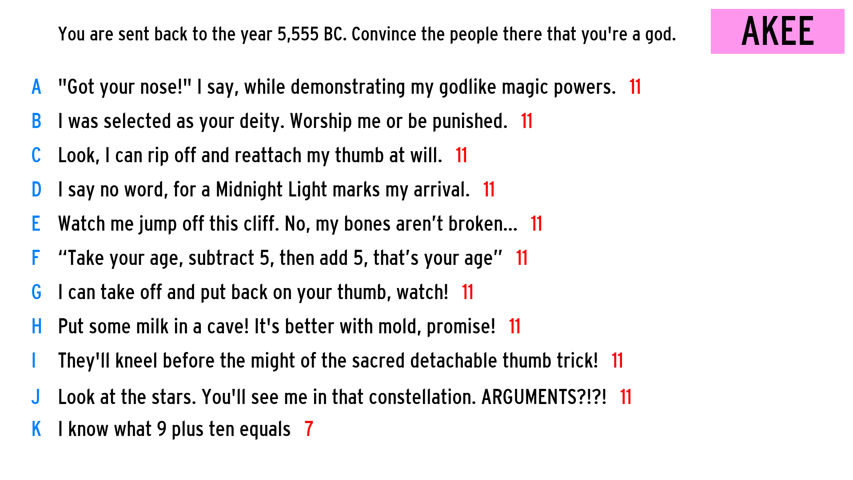 You are sent back to the year 5,555 BC. Convince the people there that you're a god.
AKEE
A "Got your nose!" I say, while demonstrating my godlike magic powers. 11
B I was selected as your deity. Worship me or be punished. 11
C Look, I can rip off and reattach my thumb at will. 11
D I say no word, for a Midnight Light marks my arrival. 11
E Watch me jump off this cliff. No, my bones aren’t broken... 11
F “Take your age, subtract 5, then add 5, that’s your age” 11
G I can take off and put back on your thumb, watch! 11
H Put some milk in a cave! It's better with mold, promise! 11
I They'll kneel before the might of the sacred detachable thumb trick! 11
J Look at the stars. You'll see me in that constellation. ARGUMENTS?!?! 11
K I know what 9 plus ten equals 7